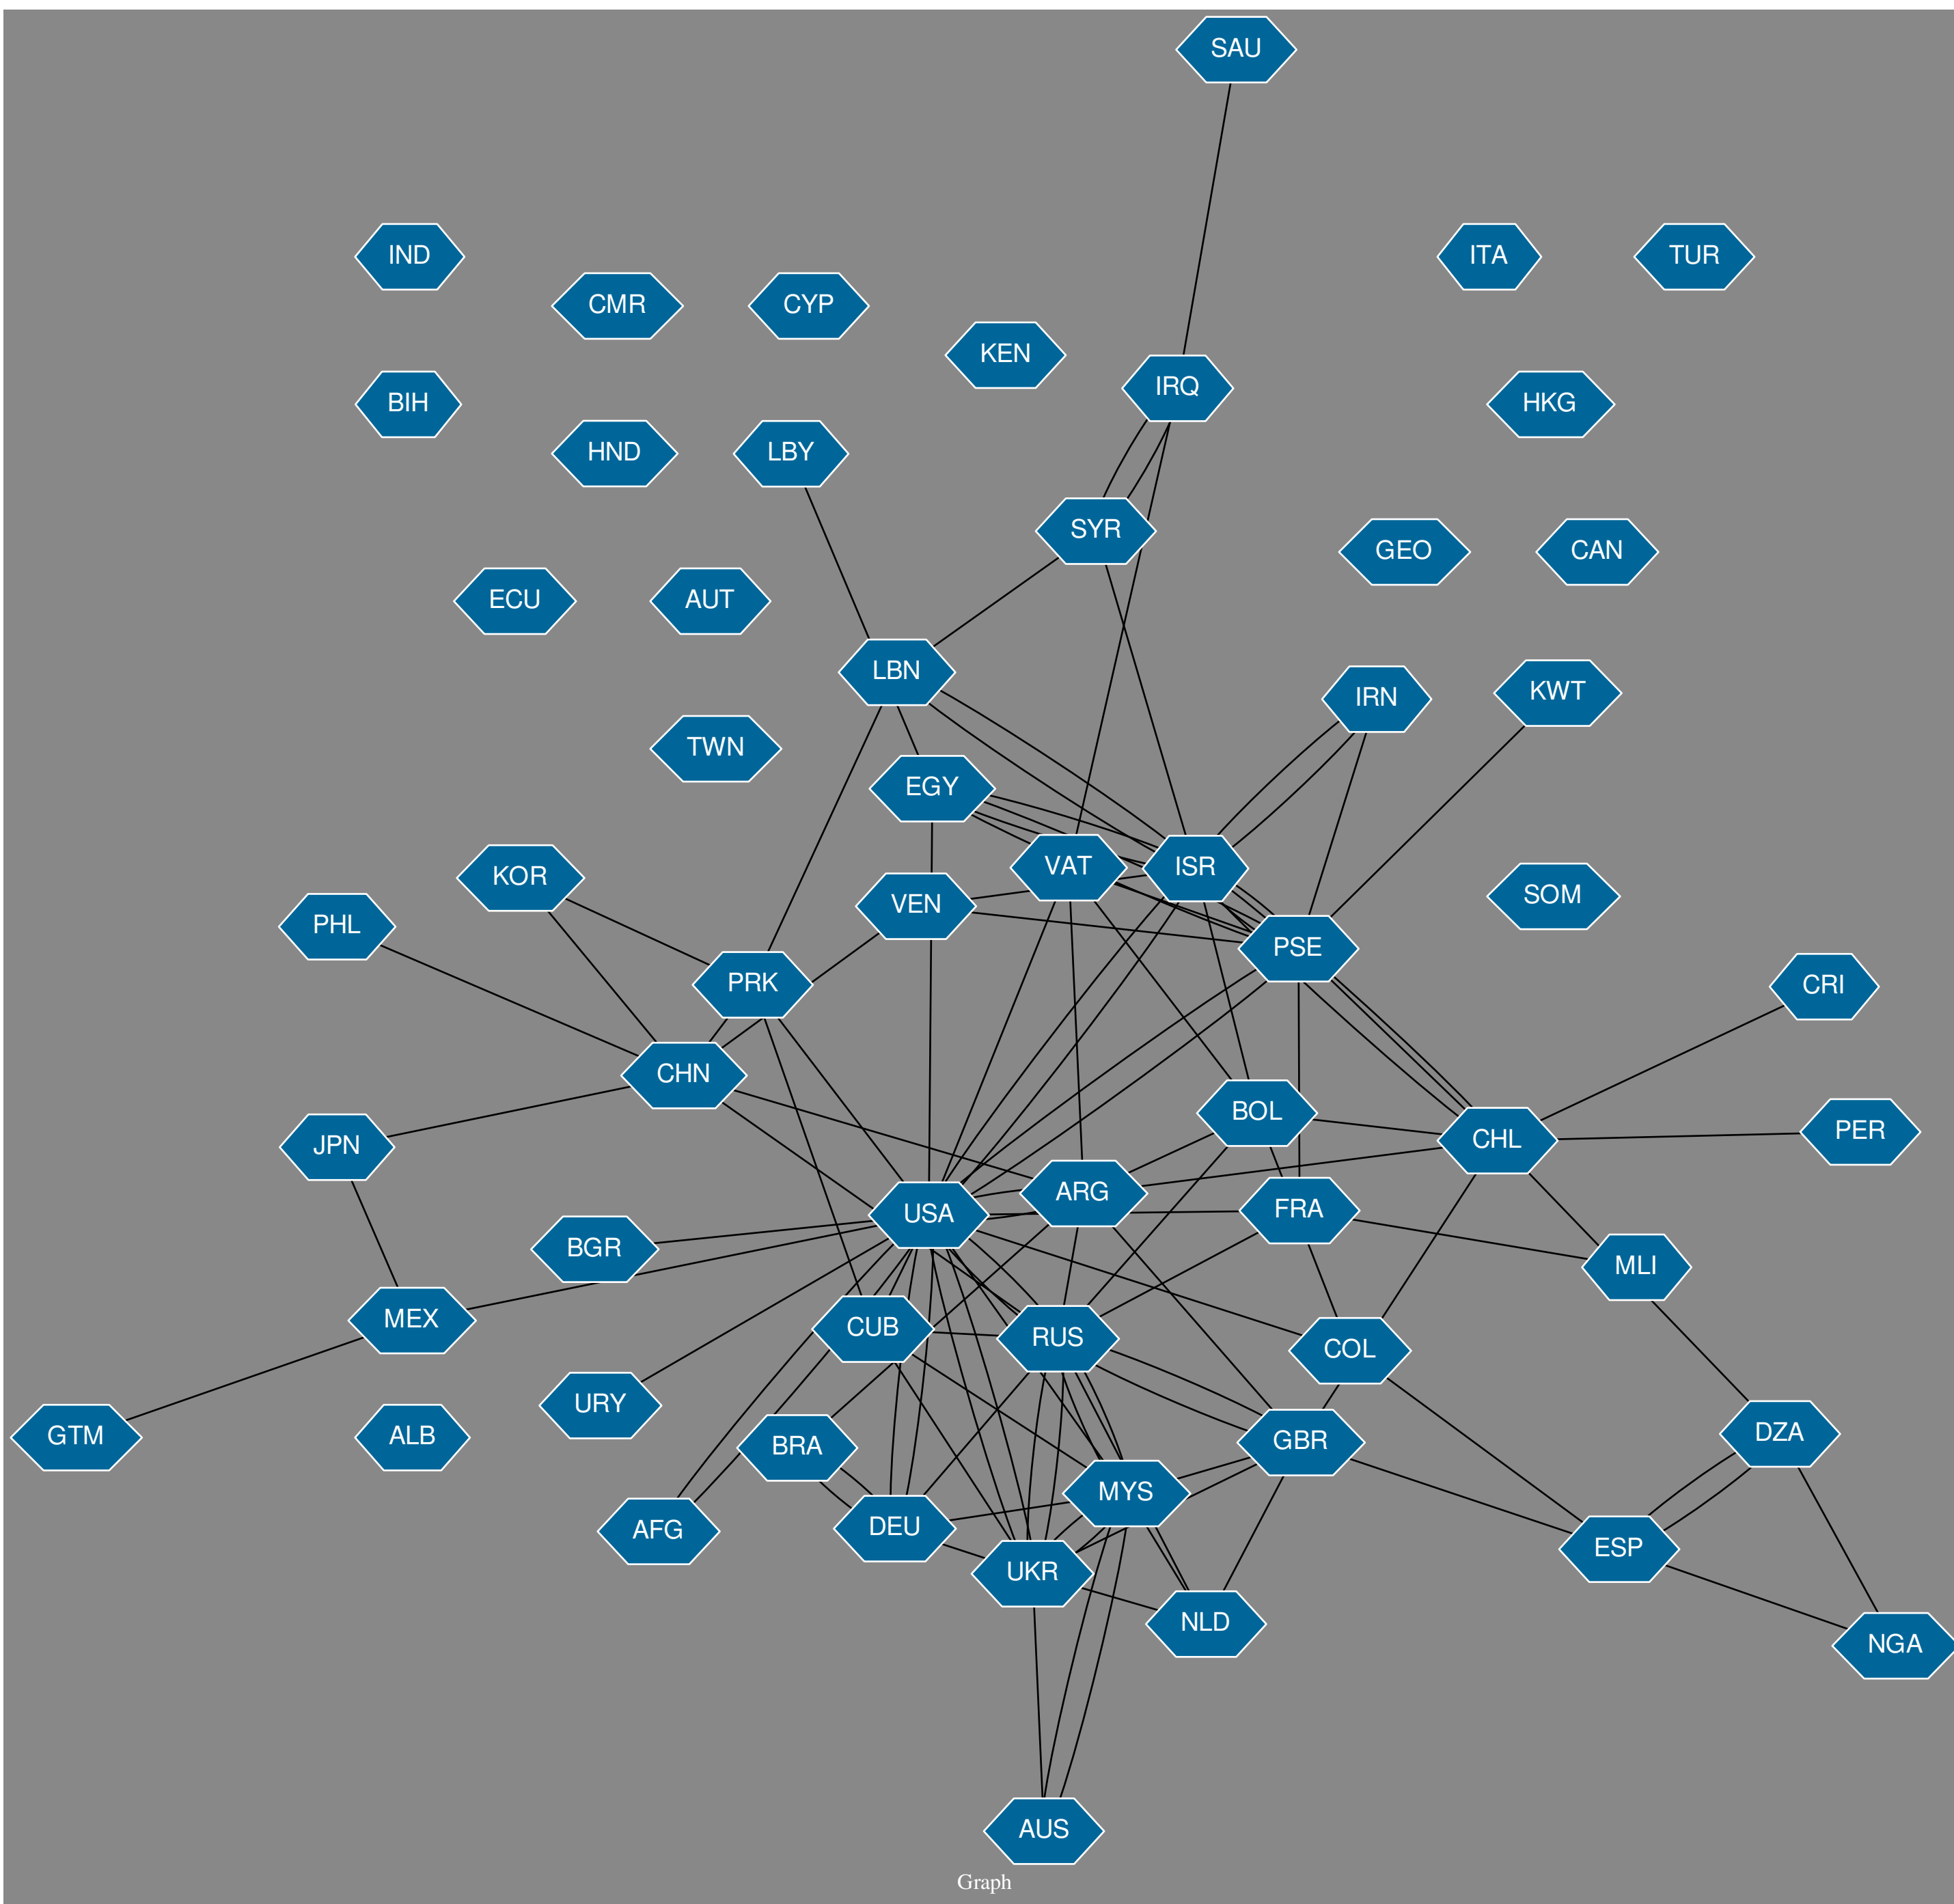 SAU
IND
ITA
TUR
CMR
CYP
KEN
IRQ
BIH
HKG
HND
LBY
SYR
GEO
CAN
ECU
AUT
LBN
IRN
KWT
TWN
EGY
VAT
ISR
KOR
SOM
VEN
PHL
PSE
PRK
CRI
CHN
BOL
PER
CHL
JPN
ARG
FRA
USA
BGR
MLI
MEX
CUB
RUS
COL
URY
GTM
ALB
BRA
GBR
DZA
MYS
AFG
DEU
ESP
UKR
NLD
NGA
AUS
Graph